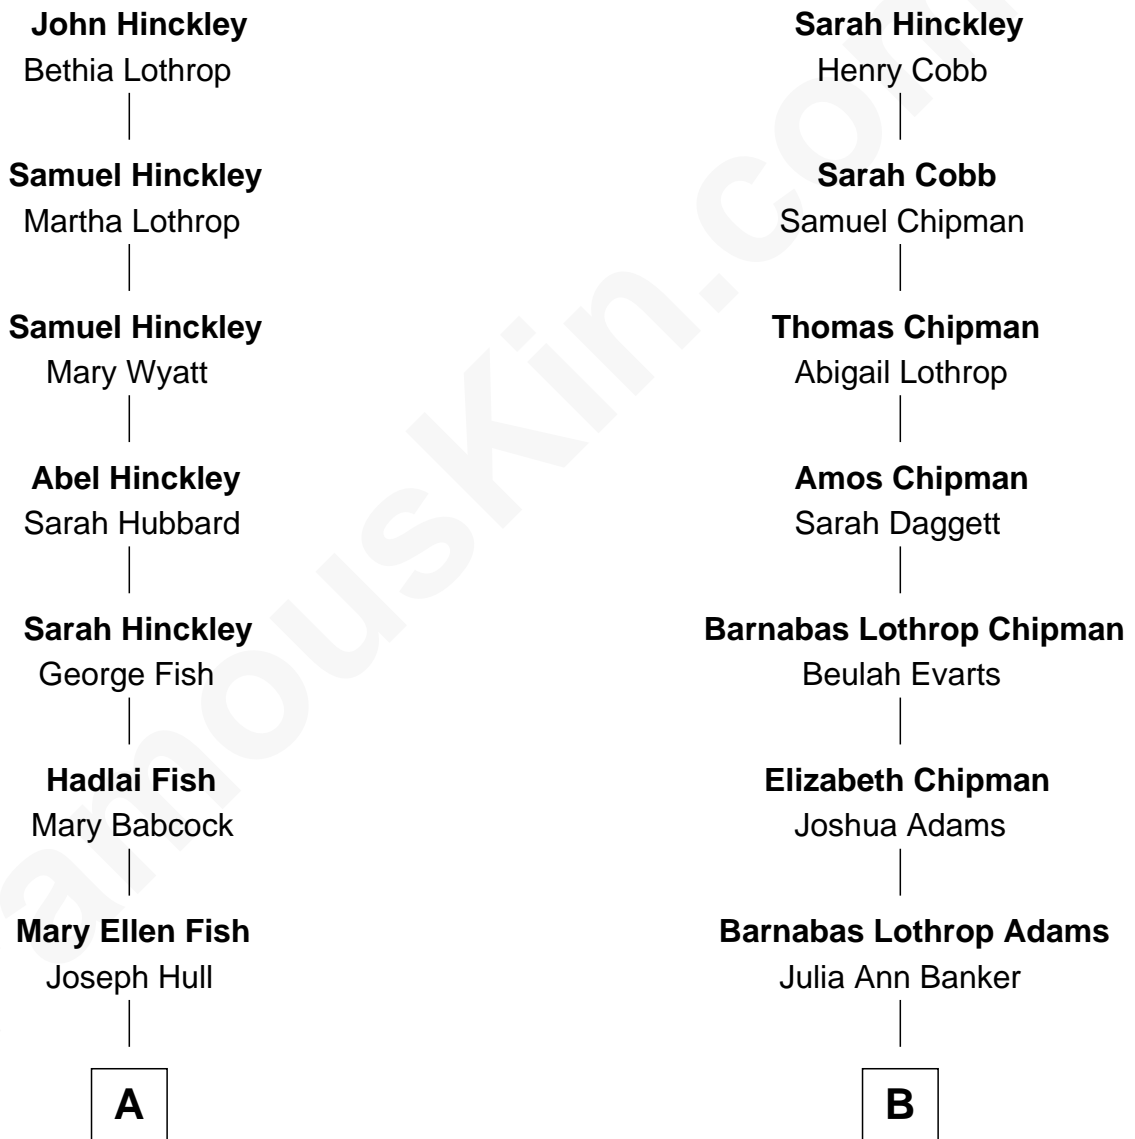 John Hinckley
Bethia Lothrop
Samuel Hinckley
Martha Lothrop
Samuel Hinckley
Mary Wyatt
Abel Hinckley
Sarah Hubbard
Sarah Hinckley
George Fish
Hadlai Fish
Mary Babcock
Mary Ellen Fish
Joseph Hull
A
Sarah Hinckley
Henry Cobb
Sarah Cobb
Samuel Chipman
Thomas Chipman
Abigail Lothrop
Amos Chipman
Sarah Daggett
Barnabas Lothrop Chipman
Beulah Evarts
Elizabeth Chipman
Joshua Adams
Barnabas Lothrop Adams
Julia Ann Banker
B
amousKin.com